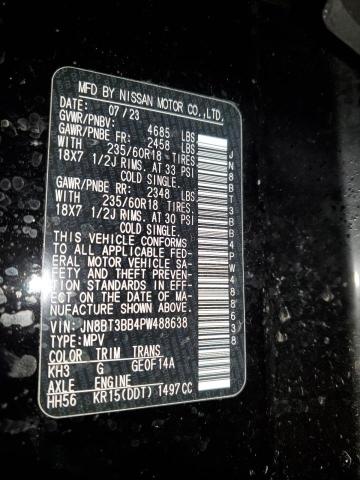 MFD BY NISSAN MOTOR CO.,LTD.
DATE: 07/23
GVWR/PNBV: 4685 LBS
GAWR/PNBE FR: 2458 LBS
WITH 235/60R18 TIRES.
18X7 1/2J RIMS. AT 33 PSI
COLD SINGLE.
GAWR/PNBE RR: 2348 LBS
WITH 235/60R18 TIRES.
18X7 1/2J RIMS. AT 30 PSI
COLD SINGLE.
THIS VEHICLE CONFORMS
TO ALL APPLICABLE FED-
ERAL MOTOR VEHICLE SA-
FETY AND THEFT PREVENTION
STANDARDS IN EFF-
ECT ON THE DATE OF MA-
NUFACTURE SHOWN ABOVE.
VIN: JN8BT3BB4PW488638
TYPE: MPV
COLOR TRIM TRANS
KH3 G GE0F14A
AXLE ENGINE
HH56 KR15(DDT) 1497CC
JN8BT3BB4PW488638